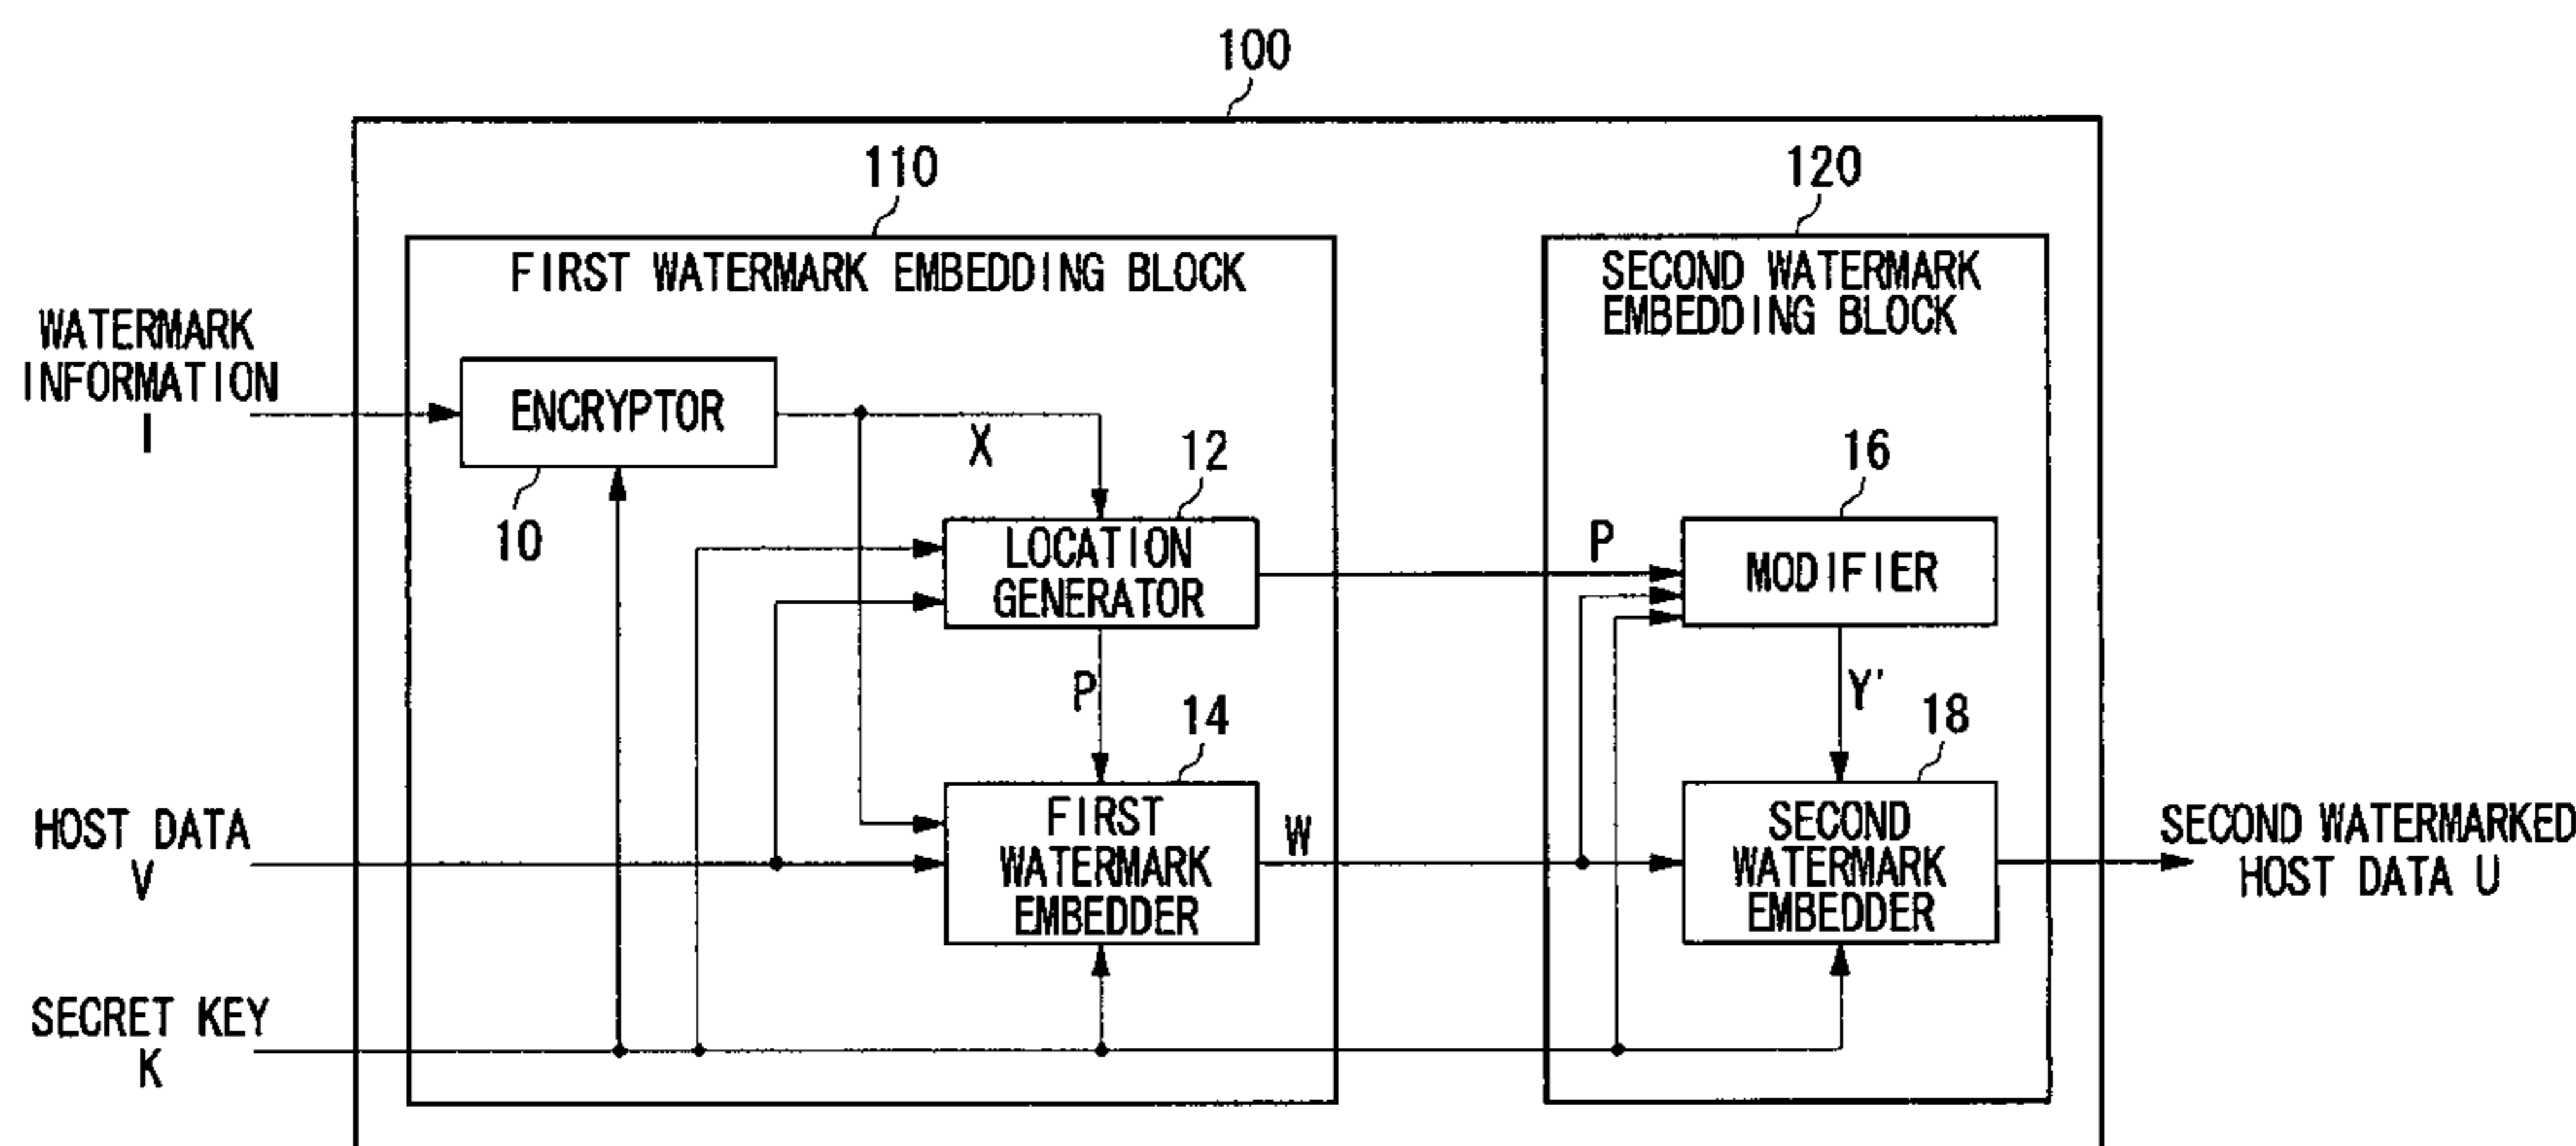 100
110
120
FIRST WATERMARK EMBEDDING BLOCK
SECOND WATERMARK
EMBEDDING BLOCK
WATERMARK
INFORMATION
I
ENCRYPTOR
10
X
12
LOCATION
GENERATOR
P
P
16
MODIFIER
Y'
14
FIRST
WATERMARK
EMBEDDER
W
18
SECOND
WATERMARK
EMBEDDER
HOST DATA
V
SECOND WATERMARKED
HOST DATA U
SECRET KEY
K